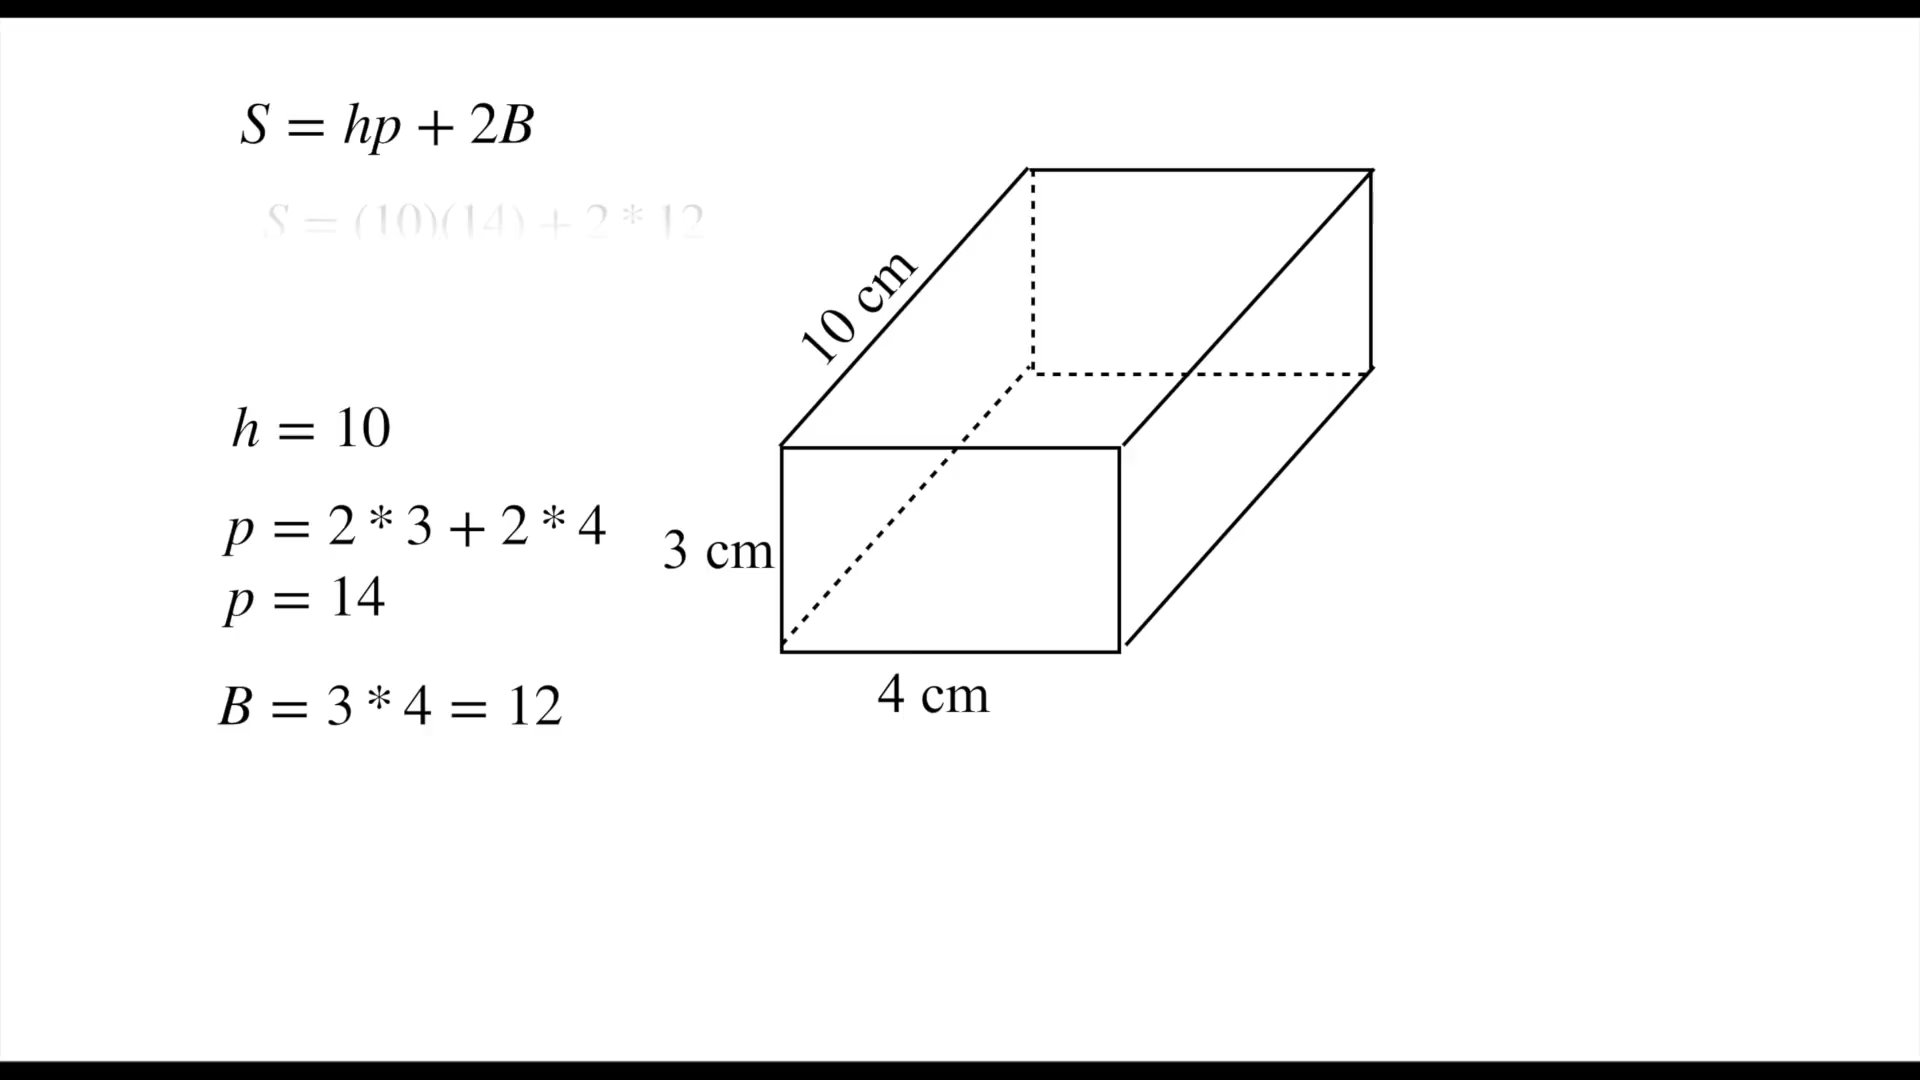 S = hp + 2B
S = (10)(14) + 2 * 12
10 cm
h = 10
p = 2 * 3 + 2 * 4
3 cm
p = 14
4 cm
B = 3 * 4 = 12